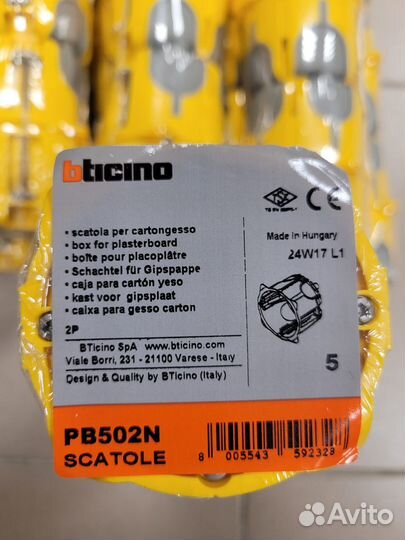 bticino
• scatola per cartongesso
• box for plasterboard
• boîte pour placoplâtre
• Schachtel für Gipspappe
• caja para cartón yeso
• kast voor gipsplaat
• caixa para gesso carton
2P
BTicino SpA www.bticino.com
Viale Borri, 231 - 21100 Varese - Italy
Design & Quality by BTicino (Italy)
CE
Made in Hungary
24W17 L1
5
PB502N
SCATOLE
8 005543 592328
Avito